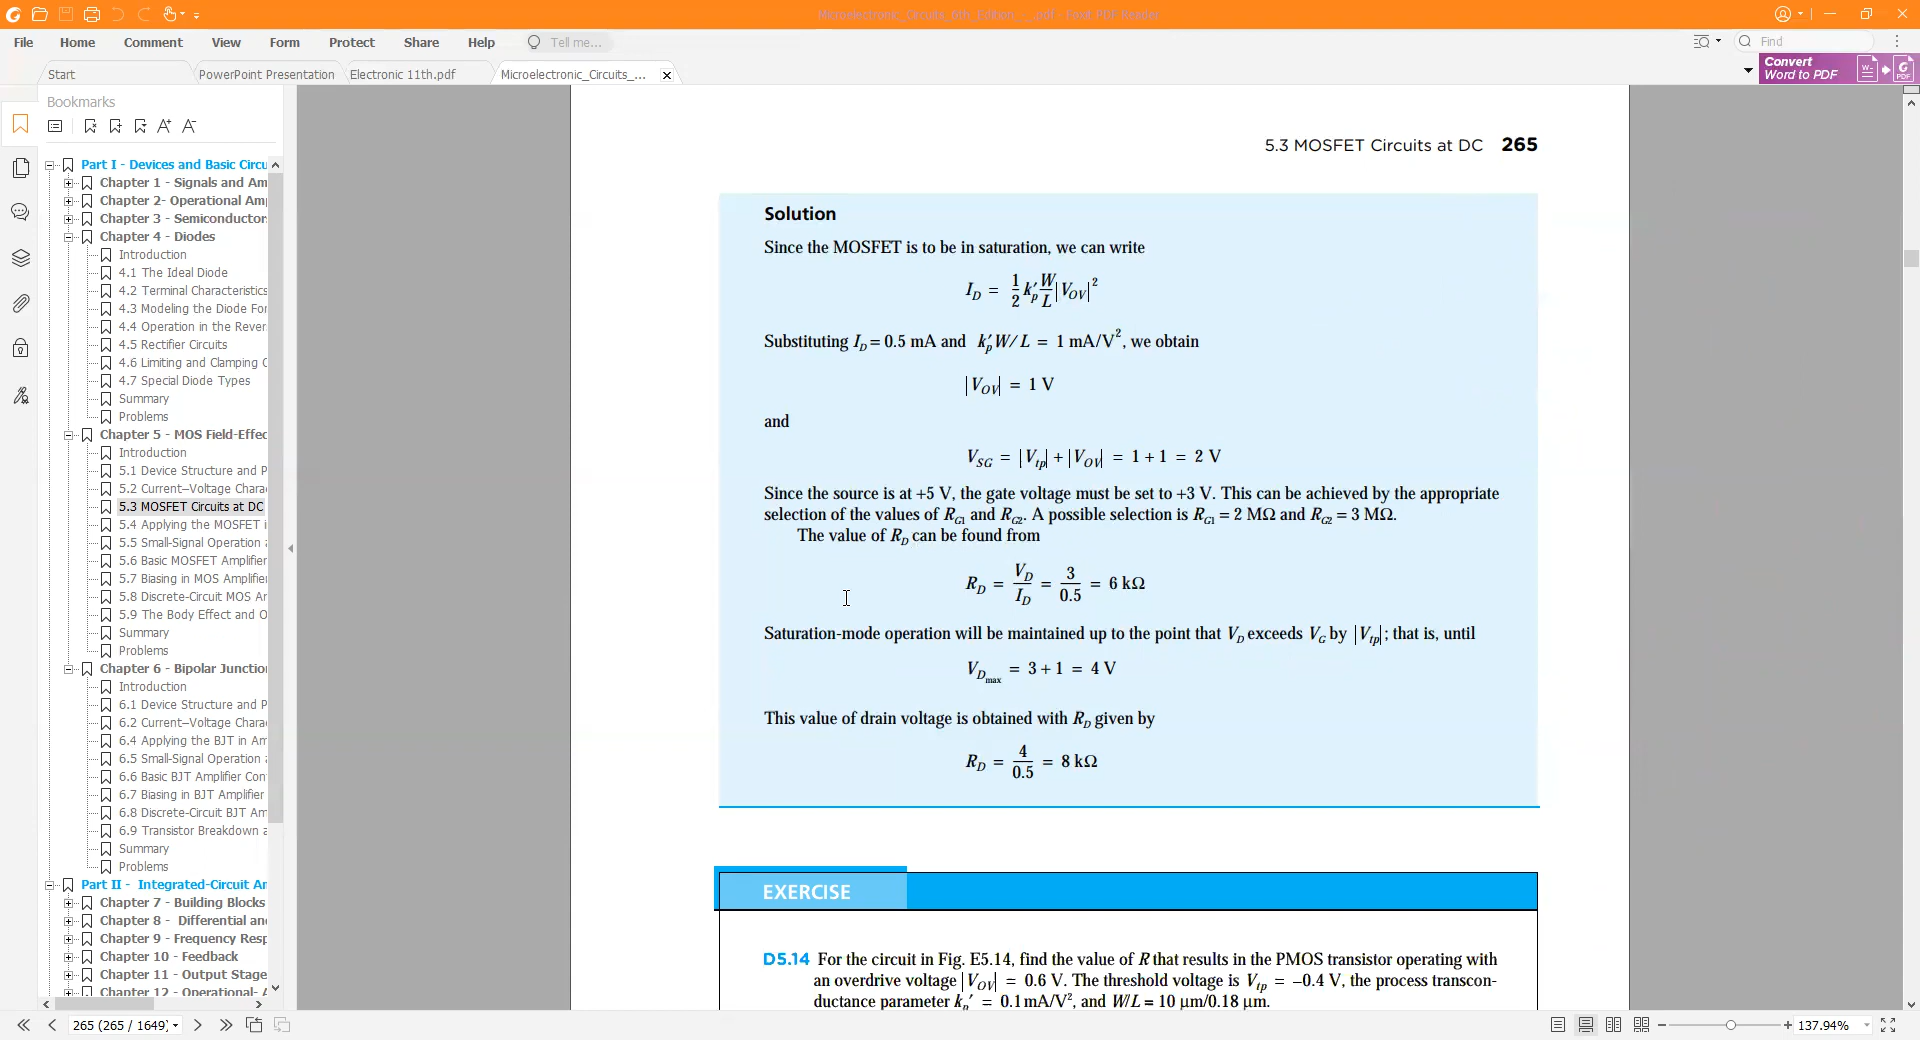 Microelectronic_Circuits_6th_Edition_-_...pdf - Foxit PDF Reader
File Home Comment View Form Protect Share Help Tell me... Find
Start PowerPoint Presentation Electronic 11th.pdf Microelectronic_Circuits_...
Convert
Word to PDF
Bookmarks
Part I - Devices and Basic Circu
Chapter 1 - Signals and Am
Chapter 2- Operational Amp
Chapter 3 - Semiconductor
Chapter 4 - Diodes
Introduction
4.1 The Ideal Diode
4.2 Terminal Characteristics
4.3 Modeling the Diode For
4.4 Operation in the Rever
4.5 Rectifier Circuits
4.6 Limiting and Clamping C
4.7 Special Diode Types
Summary
Problems
Chapter 5 - MOS Field-Effec
Introduction
5.1 Device Structure and P
5.2 Current–Voltage Chara
5.3 MOSFET Circuits at DC
5.4 Applying the MOSFET i
5.5 Small-Signal Operation
5.6 Basic MOSFET Amplifier
5.7 Biasing in MOS Amplifie
5.8 Discrete-Circuit MOS Ar
5.9 The Body Effect and O
Summary
Problems
Chapter 6 - Bipolar Junctio
Introduction
6.1 Device Structure and P
6.2 Current–Voltage Chara
6.4 Applying the BJT in Am
6.5 Small-Signal Operation
6.6 Basic BJT Amplifier Con
6.7 Biasing in BJT Amplifier
6.8 Discrete-Circuit BJT Am
6.9 Transistor Breakdown a
Summary
Problems
Part II - Integrated-Circuit Ar
Chapter 7 - Building Blocks
Chapter 8 - Differential and
Chapter 9 - Frequency Resp
Chapter 10 - Feedback
Chapter 11 - Output Stage
Chapter 12 - Operational- A
5.3 MOSFET Circuits at DC 265
Solution
Since the MOSFET is to be in saturation, we can write
I_D = 1/2 k'_p W/L |V_OV|²
Substituting I_D = 0.5 mA and k'_p W/L = 1 mA/V², we obtain
|V_OV| = 1 V
and
V_SG = |V_tp| + |V_OV| = 1 + 1 = 2 V
Since the source is at +5 V, the gate voltage must be set to +3 V. This can be achieved by the appropriate
selection of the values of R_G1 and R_G2. A possible selection is R_G1 = 2 MΩ and R_G2 = 3 MΩ.
The value of R_D can be found from
R_D = V_D/I_D = 3/0.5 = 6 kΩ
Saturation-mode operation will be maintained up to the point that V_D exceeds V_G by |V_tp|; that is, until
V_Dmax = 3 + 1 = 4 V
This value of drain voltage is obtained with R_D given by
R_D = 4/0.5 = 8 kΩ
EXERCISE
D5.14 For the circuit in Fig. E5.14, find the value of R that results in the PMOS transistor operating with
an overdrive voltage |V_OV| = 0.6 V. The threshold voltage is V_tp = −0.4 V, the process transcon-
ductance parameter k_p' = 0.1 mA/V², and W/L = 10 μm/0.18 μm.
265 (265 / 1649)
137.94%